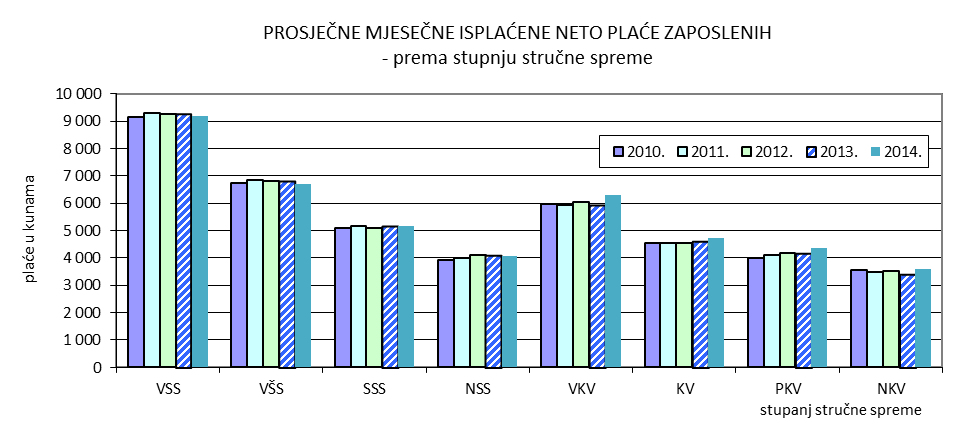 PROSJEČNE MJESEČNE ISPLAĆENE NETO PLAĆE ZAPOSLENIH
- prema stupnju stručne spreme
plaće u kunama
10 000
9 000
8 000
7 000
6 000
5 000
4 000
3 000
2 000
1 000
0
2010. 2011. 2012. 2013. 2014.
VSS VŠS SSS NSS VKV KV PKV NKV
stupanj stručne spreme